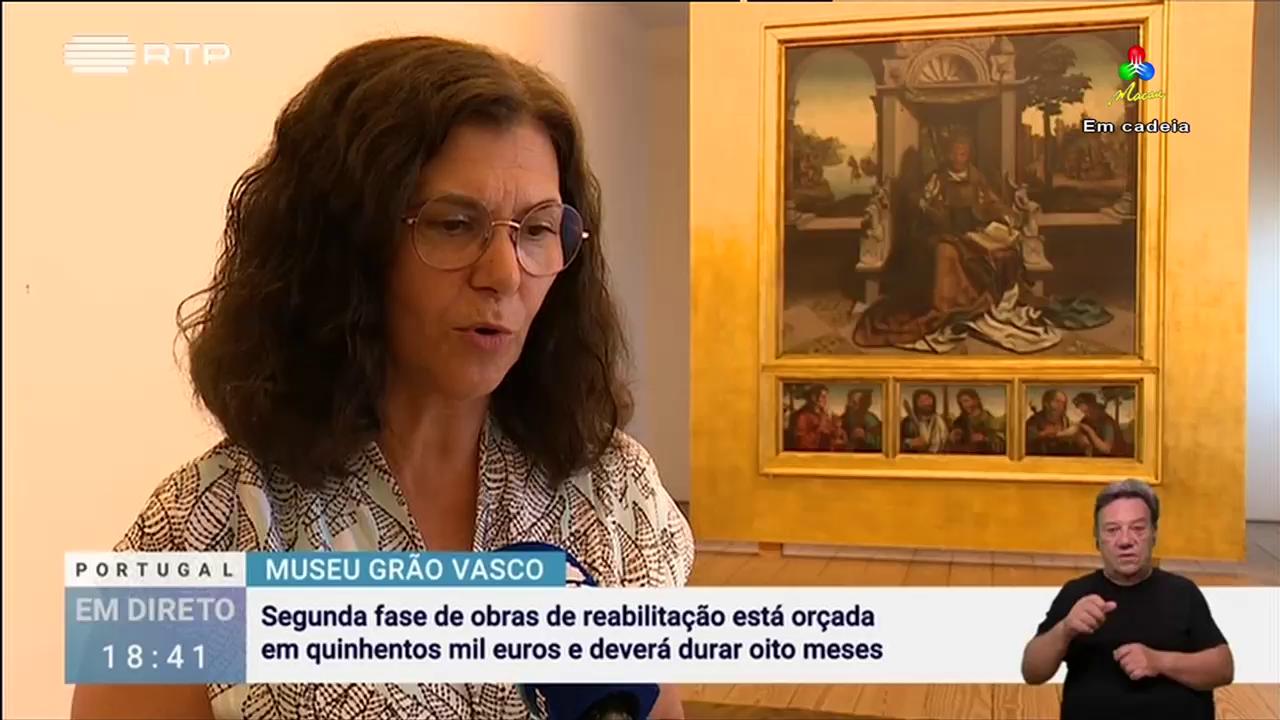 RTP
Macau
Em cadeia
PORTUGAL
EM DIRETO
18:41
MUSEU GRÃO VASCO
Segunda fase de obras de reabilitação está orçada
em quinhentos mil euros e deverá durar oito meses